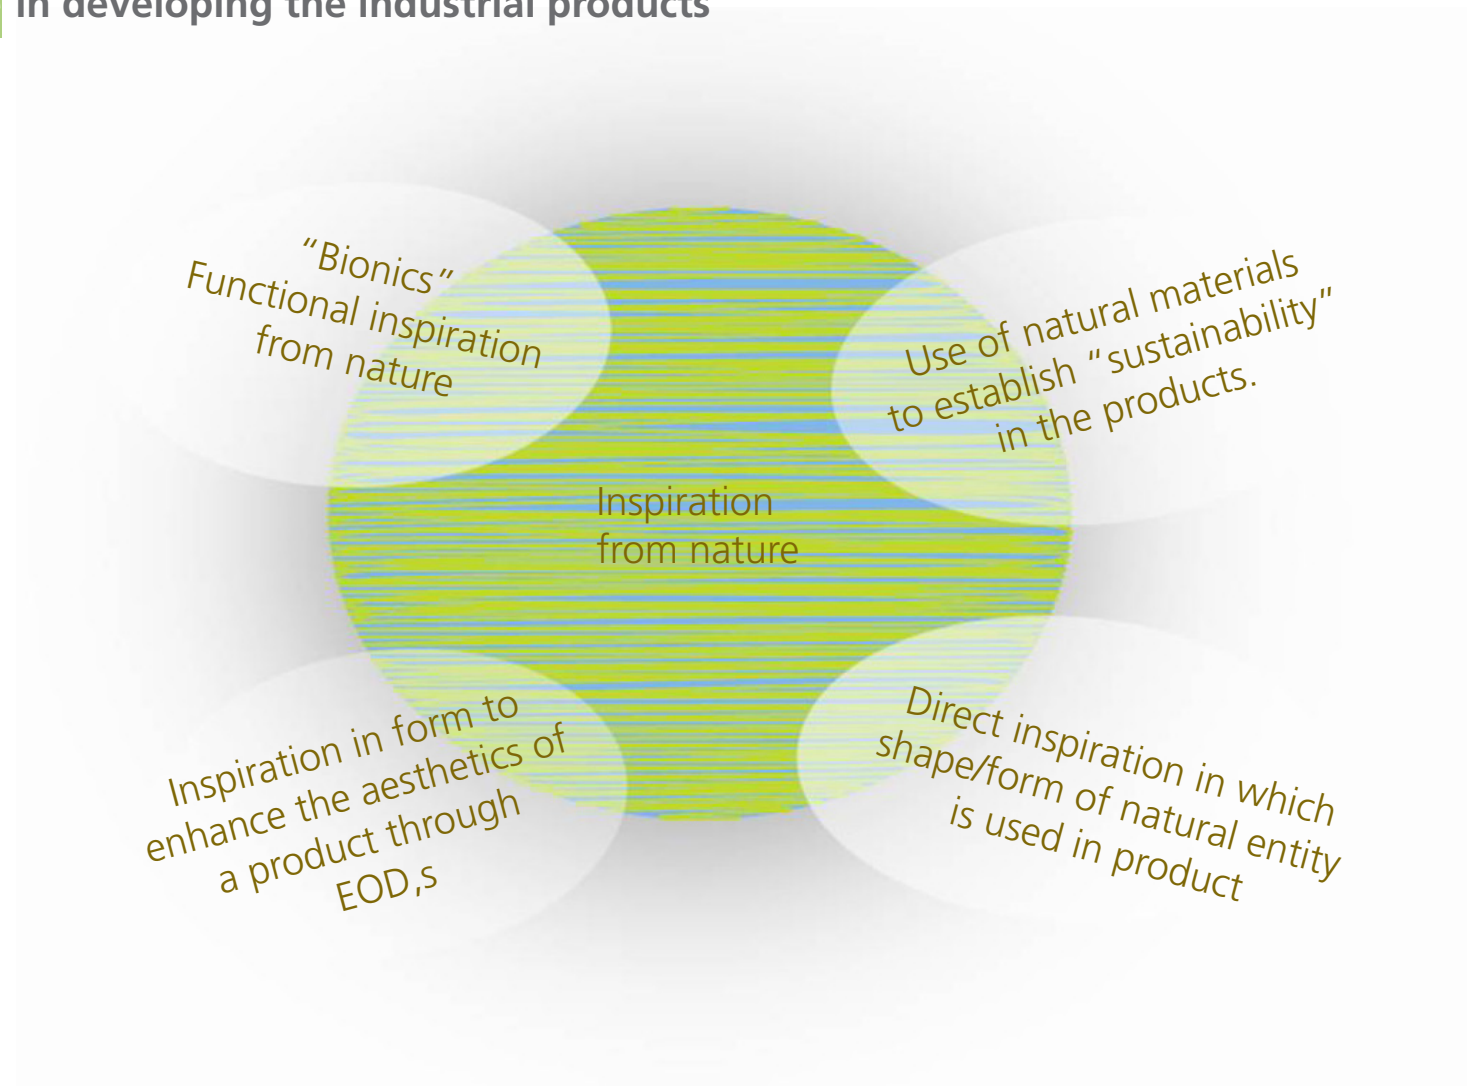 in developing the industrial products
“Bionics”
Functional inspiration
from nature
Use of natural materials
to establish “sustainability”
in the products.
Inspiration
from nature
Inspiration in form to
enhance the aesthetics of
a product through
EOD,s
Direct inspiration in which
shape/form of natural entity
is used in product